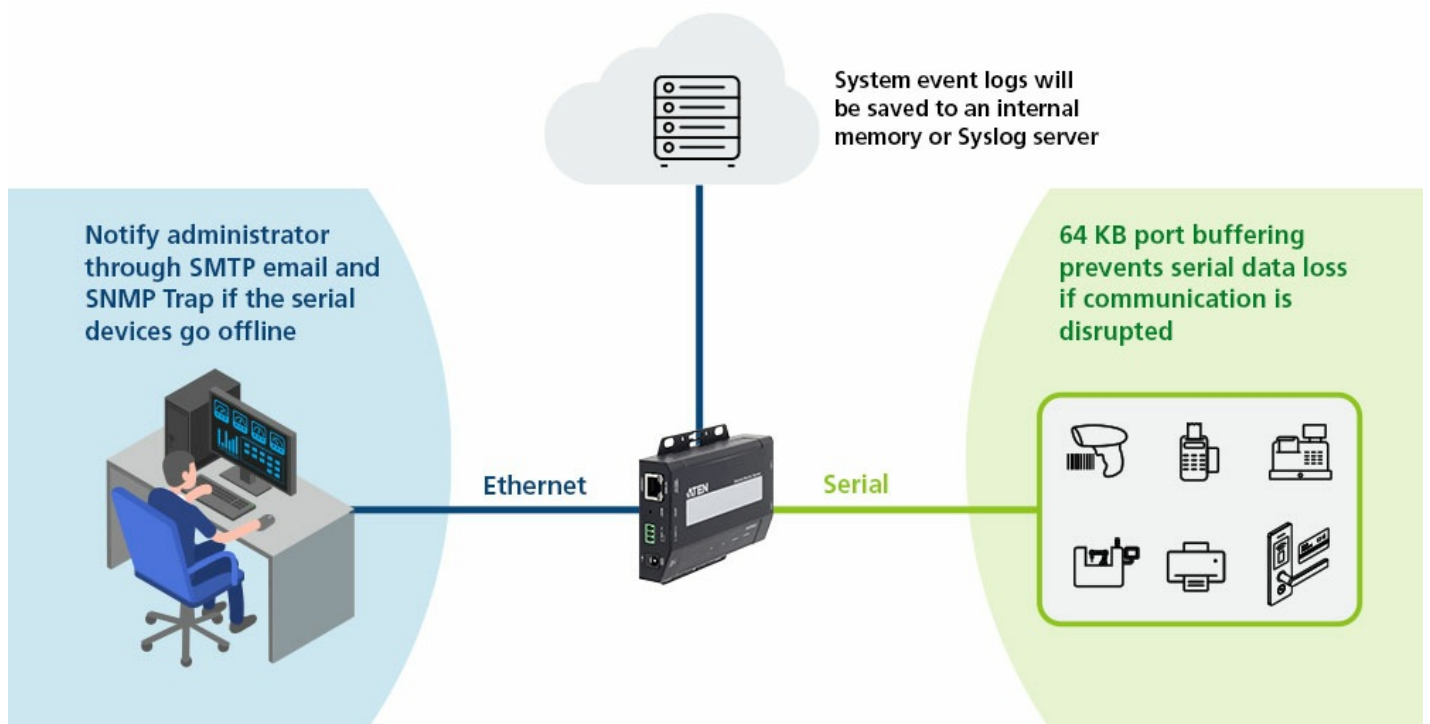 System event logs will
be saved to an internal
memory or Syslog server
Notify administrator
through SMTP email and
SNMP Trap if the serial
devices go offline
64 KB port buffering
prevents serial data loss
if communication is
disrupted
Ethernet
Serial
ATEN